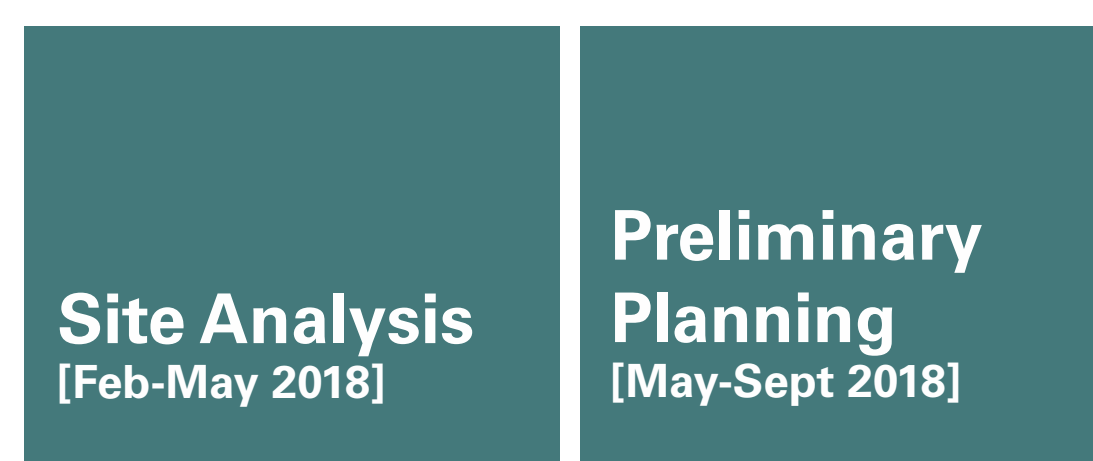 Site Analysis
[Feb-May 2018]
Preliminary
Planning
[May-Sept 2018]